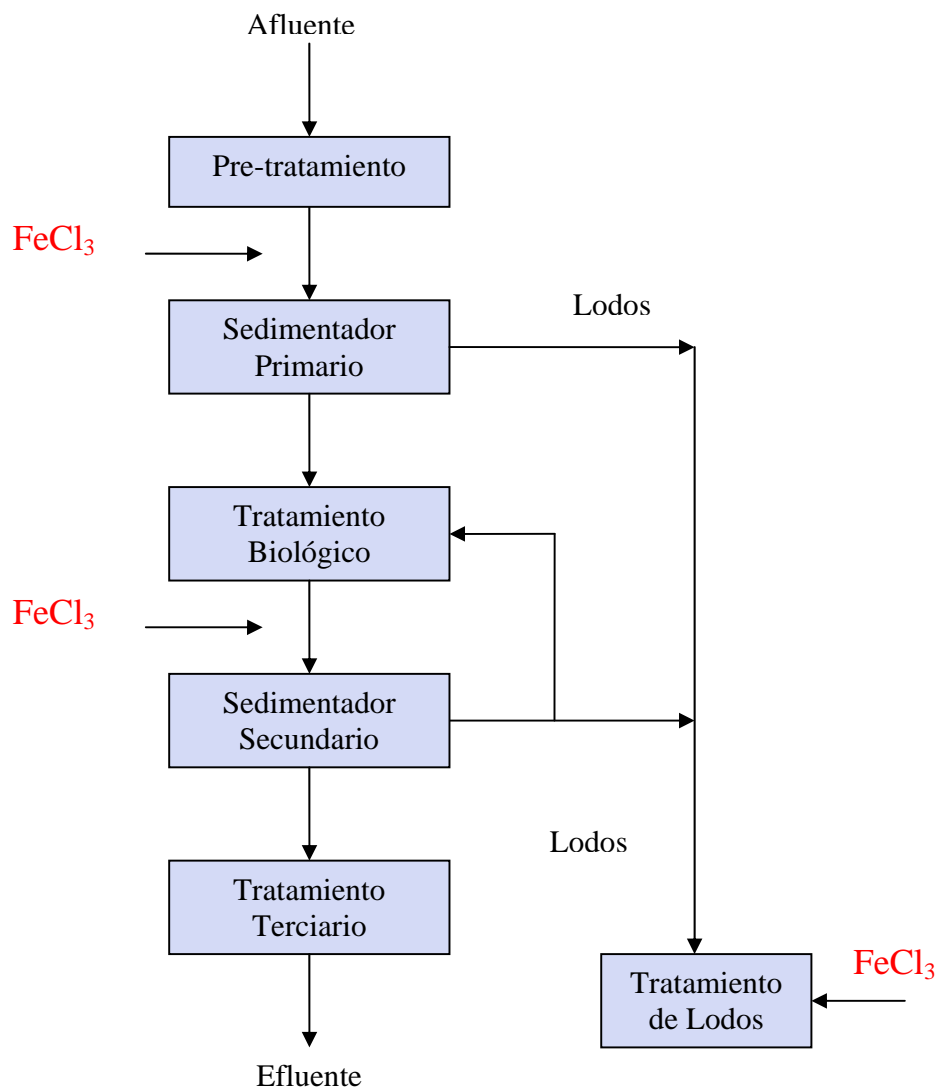 Afluente
Pre-tratamiento
FeCl₃
Sedimentador
Primario
Lodos
Tratamiento
Biológico
FeCl₃
Sedimentador
Secundario
Lodos
Tratamiento
Terciario
FeCl₃
Tratamiento
de Lodos
Efluente